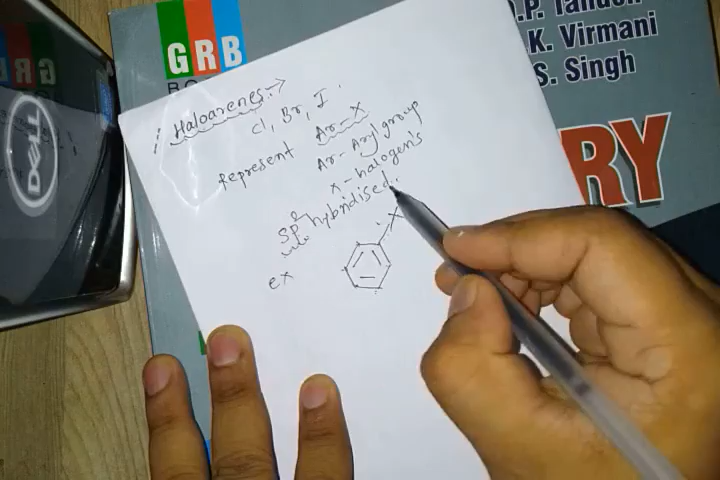 GRB
DELL
.P. Tandon
K. Virmani
S. Singh
RY
Haloarenes:→
Cl, Br, I.
represent Ar-X
Ar- Aryl group
x- halogen's
sp² hybridised.
ex
X